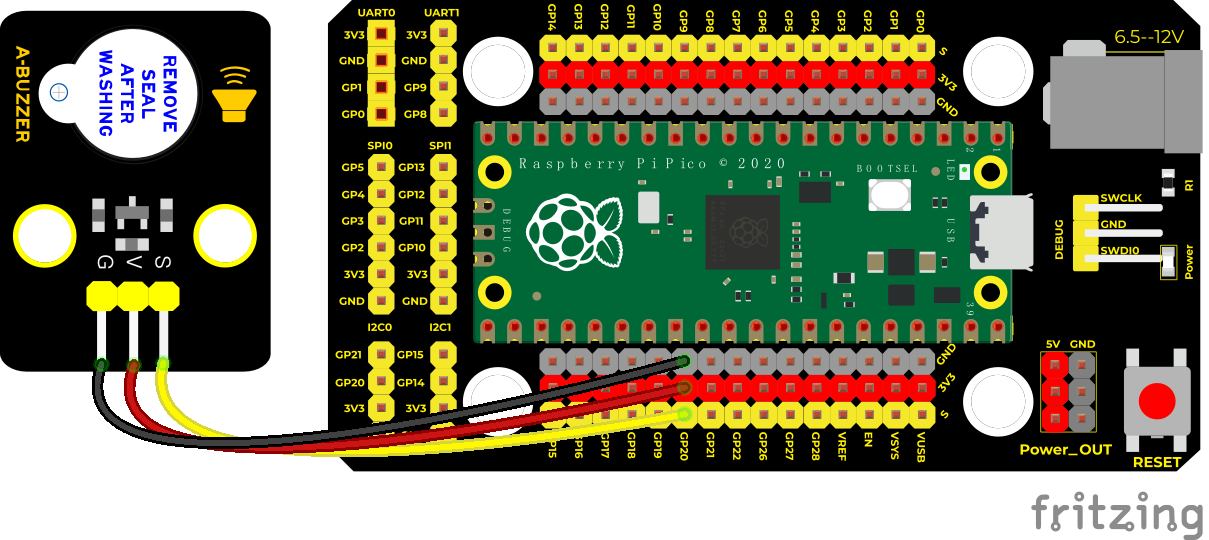 A-BUZZER
REMOVE
SEAL
AFTER
WASHING
G V S
UART0 UART1
3V3 3V3
GND GND
GP1 GP9
GP0 GP8
SPI0 SPI1
GP5 GP13
GP4 GP12
GP3 GP11
GP2 GP10
3V3 3V3
GND GND
I2C0 I2C1
GP21 GP15
GP20 GP14
3V3 3V3
GP14 GP13 GP12 GP11 GP10 GP9 GP8 GP7 GP6 GP5 GP4 GP3 GP2 GP1 GP0
S
3V3
GND
Raspberry Pi Pico © 2020
BOOTSEL
LED
2
1
USB
DEBUG
39
GND
3V3
S
GP16 GP17 GP18 GP19 GP20 GP21 GP22 GP26 GP27 GP28 VREF EN VSYS VUSB
6.5--12V
R1
DEBUG
SWCLK
GND
SWDI0
Power
5V GND
Power_OUT
RESET
fritzing